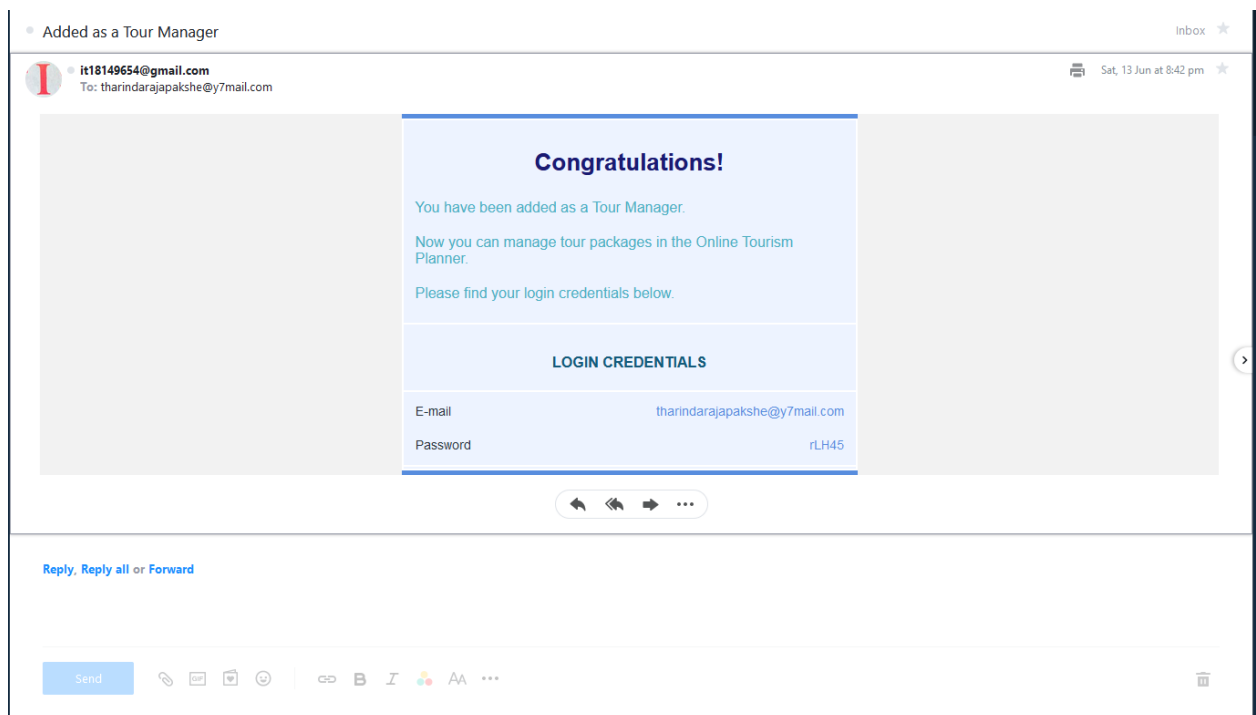 Added as a Tour Manager
Inbox
I
it18149654@gmail.com
Sat, 13 Jun at 8:42 pm
To: tharindarajapakshe@y7mail.com
Congratulations!
You have been added as a Tour Manager.
Now you can manage tour packages in the Online Tourism
Planner.
Please find your login credentials below.
LOGIN CREDENTIALS
E-mail tharindarajapakshe@y7mail.com
Password rLH45
Reply, Reply all or Forward
Send
GIF
B I AA